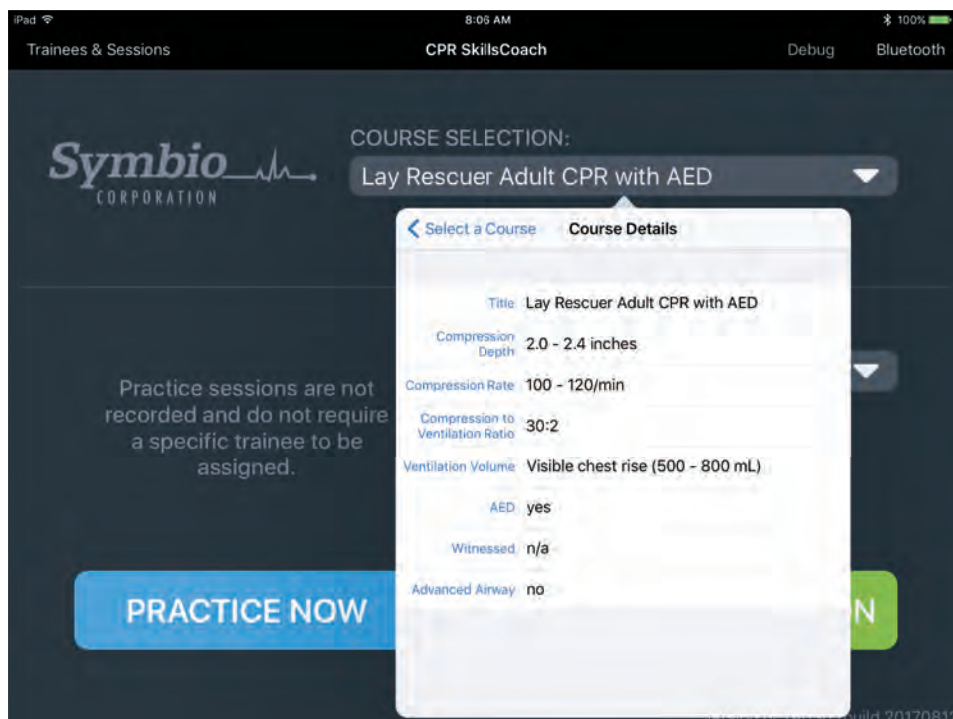 iPad 8:06 AM 100%
Trainees & Sessions CPR SkillsCoach Debug Bluetooth
Symbio
CORPORATION
COURSE SELECTION:
Lay Rescuer Adult CPR with AED
Select a Course Course Details
Title Lay Rescuer Adult CPR with AED
Compression
Depth
2.0 - 2.4 inches
Compression Rate 100 - 120/min
Compression to
Ventilation Ratio
30:2
Ventilation Volume Visible chest rise (500 - 800 mL)
AED yes
Witnessed n/a
Advanced Airway no
Practice sessions are not
recorded and do not require
a specific trainee to be
assigned.
PRACTICE NOW
N